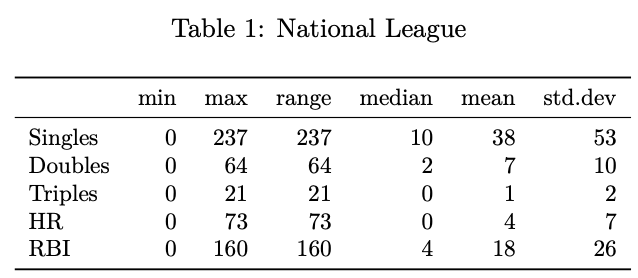 Table 1: National League
min max range median mean std.dev
Singles 0 237 237 10 38 53
Doubles 0 64 64 2 7 10
Triples 0 21 21 0 1 2
HR 0 73 73 0 4 7
RBI 0 160 160 4 18 26